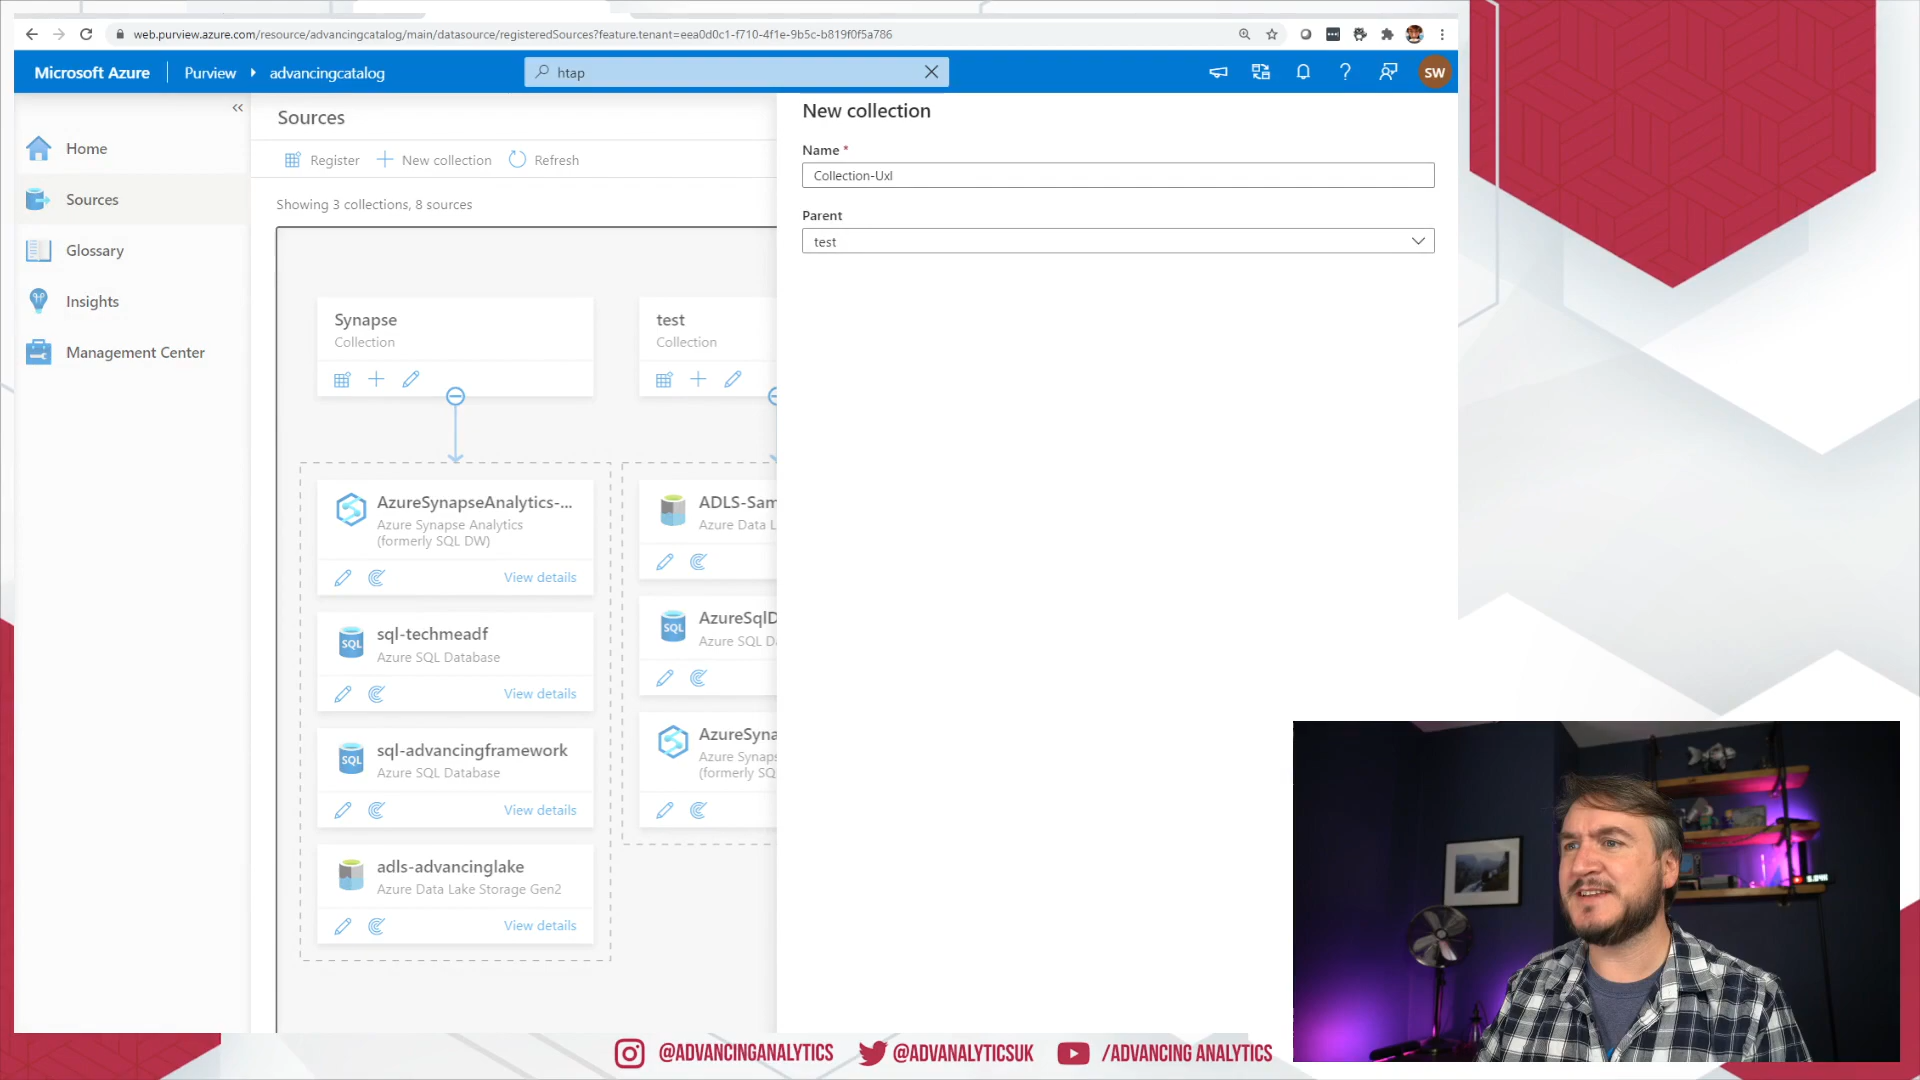 web.purview.azure.com/resource/advancingcatalog/main/datasource/registeredSources?feature.tenant=eea0d0c1-f710-4f1e-9b5c-b819f0f5a786
Microsoft Azure
Purview
advancingcatalog
htap
SW
Home
Sources
Glossary
Insights
Management Center
Sources
Register
New collection
Refresh
Showing 3 collections, 8 sources
Synapse
Collection
test
Collection
AzureSynapseAnalytics-...
Azure Synapse Analytics
(formerly SQL DW)
View details
SQL
sql-techmeadf
Azure SQL Database
View details
SQL
sql-advancingframework
Azure SQL Database
View details
adls-advancinglake
Azure Data Lake Storage Gen2
View details
ADLS-Sam
Azure Data L
SQL
AzureSqlD
Azure SQL Da
AzureSyna
Azure Synaps
(formerly SQ
New collection
Name *
Collection-Uxl
Parent
test
@ADVANCINGANALYTICS
@ADVANALYTICSUK
/ADVANCING ANALYTICS